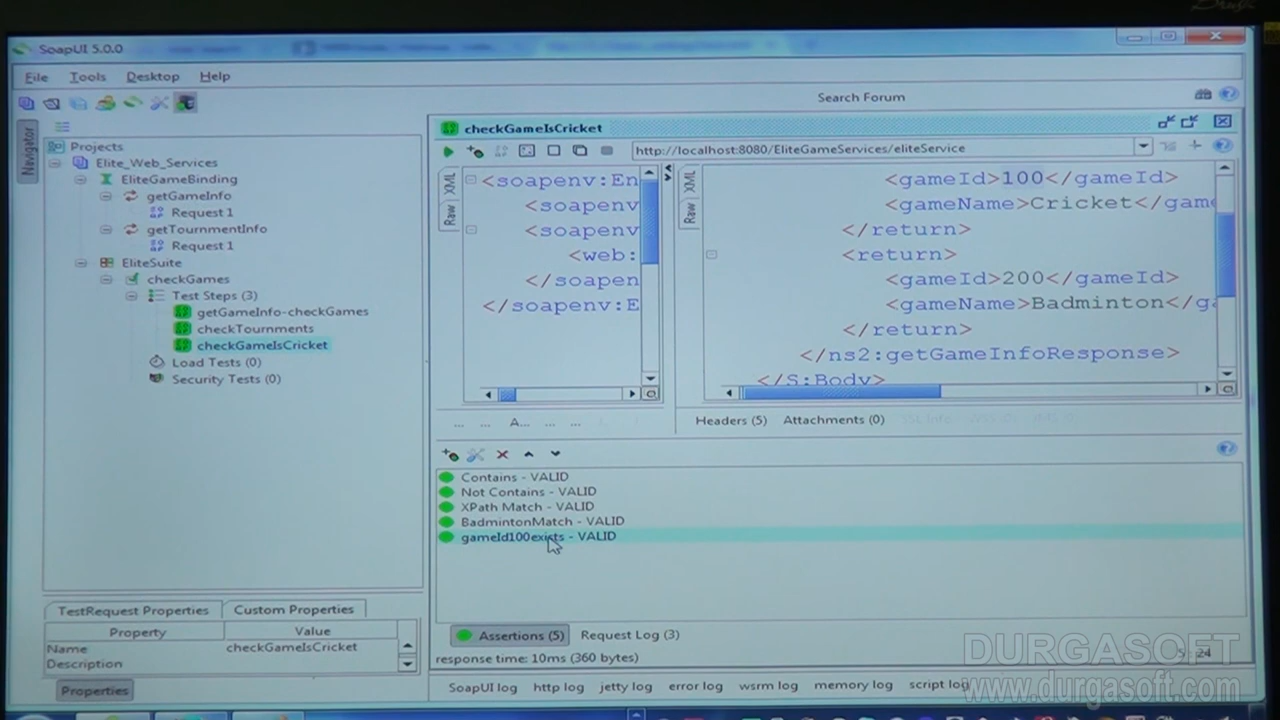 SoapUI 5.0.0
File Tools Desktop Help
Search Forum
Navigator
Projects
Elite_Web_Services
EliteGameBinding
getGameInfo
Request 1
getTournmentInfo
Request 1
EliteSuite
checkGames
Test Steps (3)
getGameInfo-checkGames
checkTournments
checkGameIsCricket
Load Tests (0)
Security Tests (0)
TestRequest Properties Custom Properties
Property Value
Name checkGameIsCricket
Description
Properties
checkGameIsCricket
http://localhost:8080/EliteGameServices/eliteService
XML
Raw
<soapenv:En
<soapenv
<soapenv
<web:
</soapen
</soapenv:E
A...
XML
Raw
<gameId>100</gameId>
<gameName>Cricket</game
</return>
<return>
<gameId>200</gameId>
<gameName>Badminton</ga
</return>
</ns2:getGameInfoResponse>
</S:Body>
Headers (5) Attachments (0)
Contains - VALID
Not Contains - VALID
XPath Match - VALID
BadmintonMatch - VALID
gameId100exists - VALID
Assertions (5) Request Log (3)
response time: 10ms (360 bytes)
SoapUI log http log jetty log error log wsrm log memory log script log
DURGASOFT
www.durgasoft.com